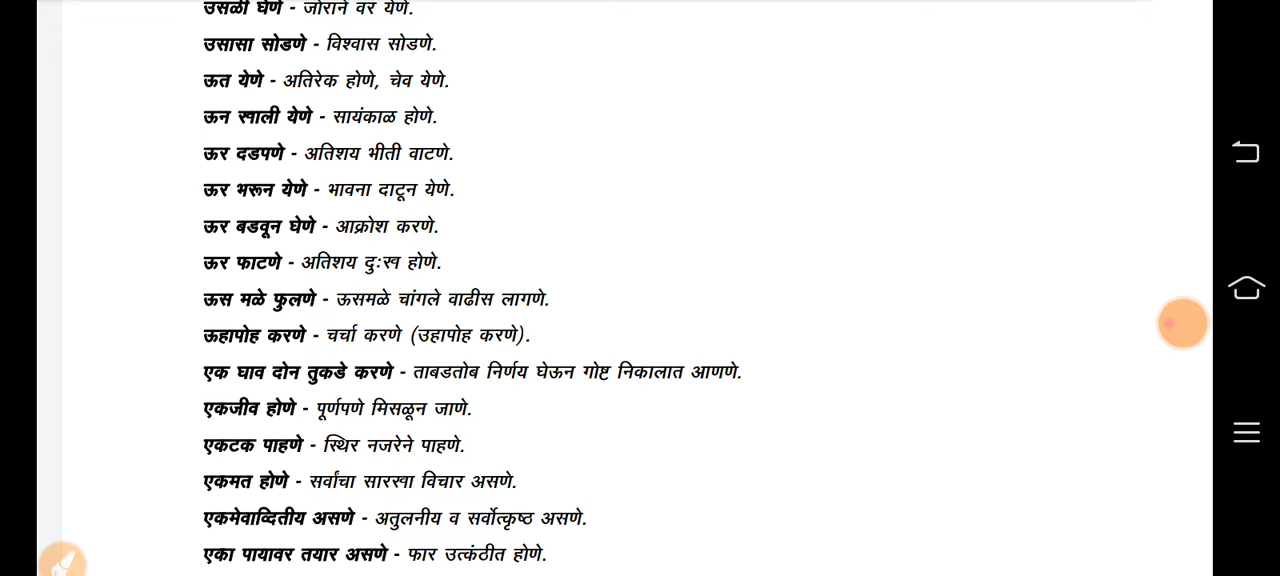 उसळी घेणे - जोराने वर येणे.
उसासा सोडणे - विश्वास सोडणे.
ऊत येणे - अतिरेक होणे, चेव येणे.
ऊन खाली येणे - सायंकाळ होणे.
ऊर दडपणे - अतिशय भीती वाटणे.
ऊर भरून येणे - भावना दाटून येणे.
ऊर बडवून घेणे - आक्रोश करणे.
ऊर फाटणे - अतिशय दुःख होणे.
ऊस मळे फुलणे - ऊसमळे चांगले वाढीस लागणे.
ऊहापोह करणे - चर्चा करणे (उहापोह करणे).
एक घाव दोन तुकडे करणे - ताबडतोब निर्णय घेऊन गोष्ट निकालात आणणे.
एकजीव होणे - पूर्णपणे मिसळून जाणे.
एकटक पाहणे - स्थिर नजरेने पाहणे.
एकमत होणे - सर्वांचा सारखा विचार असणे.
एकमेवाव्दितीय असणे - अतुलनीय व सर्वोत्कृष्ठ असणे.
एका पायावर तयार असणे - फार उत्कंठीत होणे.